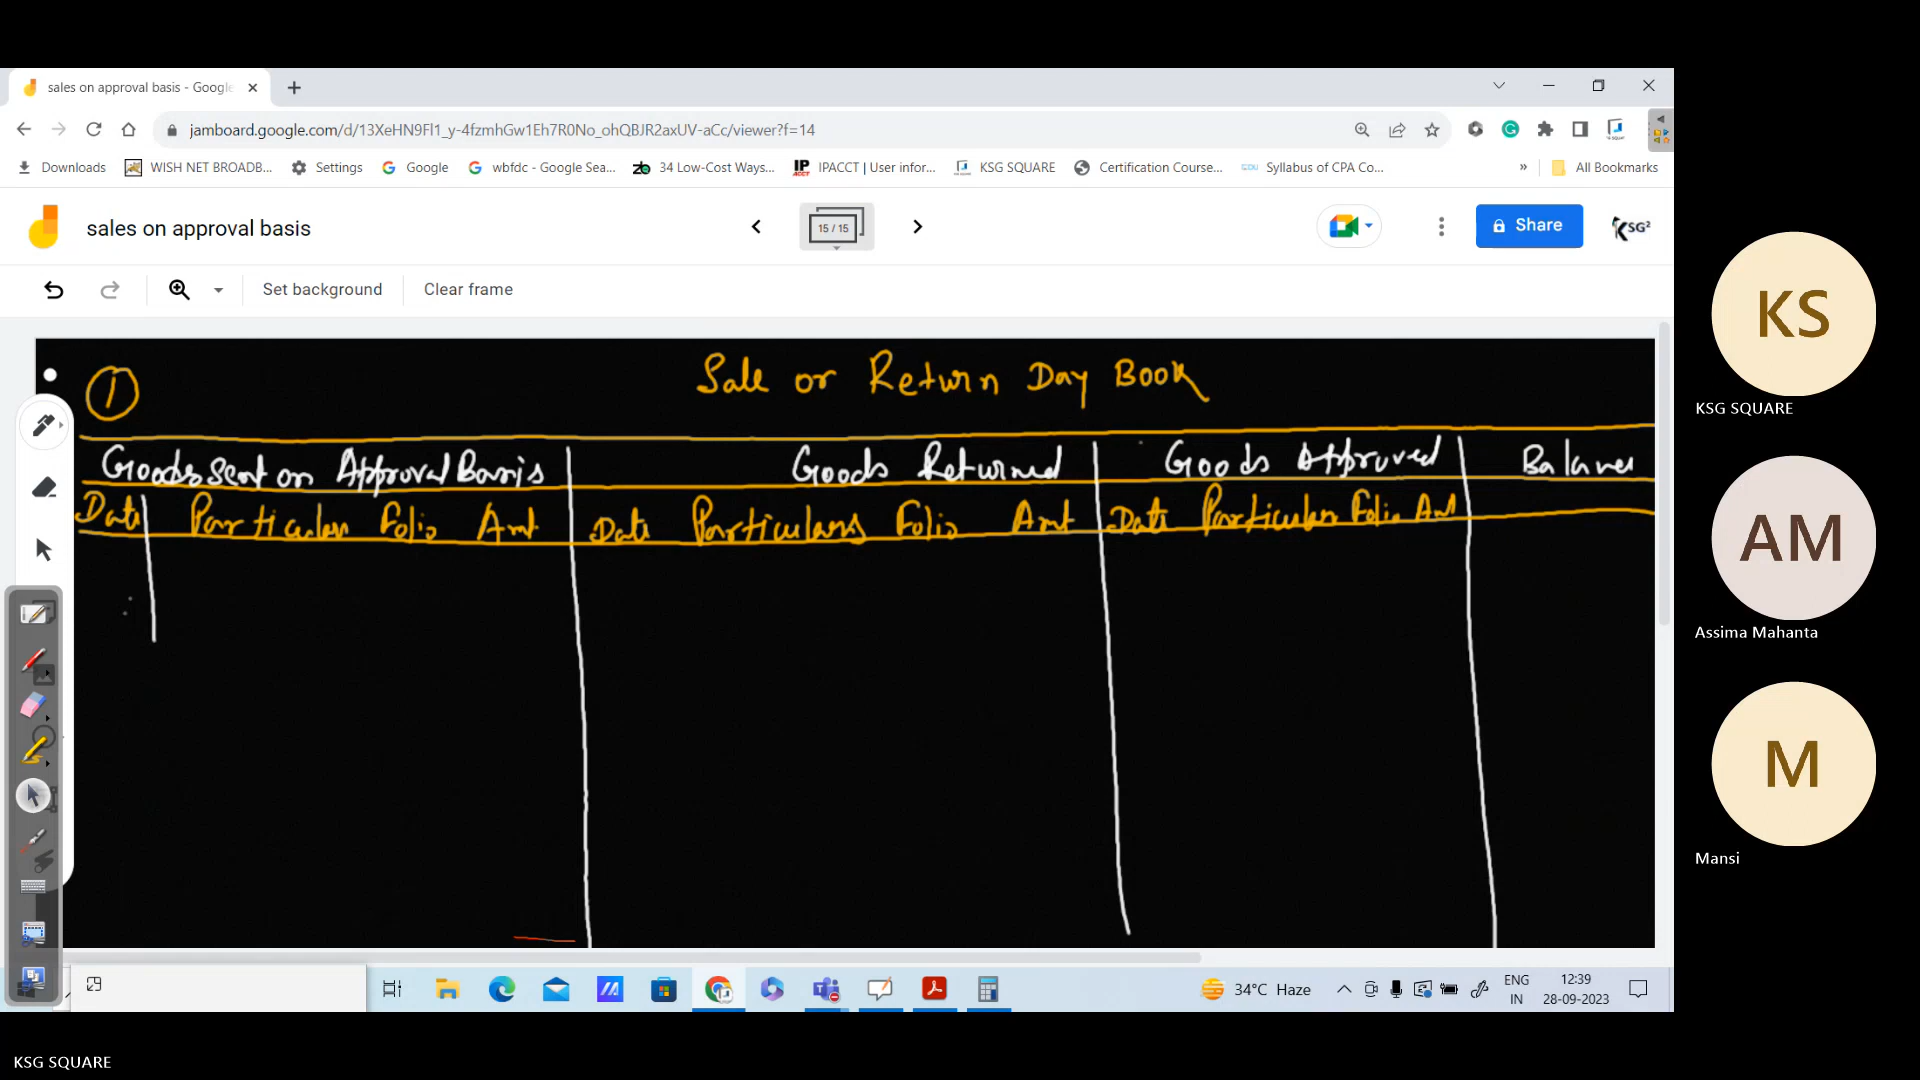 sales on approval basis - Google
jamboard.google.com/d/13XeHN9Fl1_y-4fzmhGw1Eh7R0No_ohQBJR2axUV-aCc/viewer?f=14
Downloads WISH NET BROADB... Settings Google wbfdc - Google Sea... 34 Low-Cost Ways... IPACCT | User infor... KSG SQUARE Certification Course... Syllabus of CPA Co... » All Bookmarks
sales on approval basis 15 / 15 Share KSG²
Set background Clear frame
① Sale or Return Day Book
Goods Sent on Approval Basis Goods Returned Goods Approved Balance
Date Particulars Folio Amt Date Particulars Folio Amt Date Particulars Folio Amt
KS
KSG SQUARE
AM
Assima Mahanta
M
Mansi
34°C Haze ENG IN 12:39 28-09-2023
KSG SQUARE